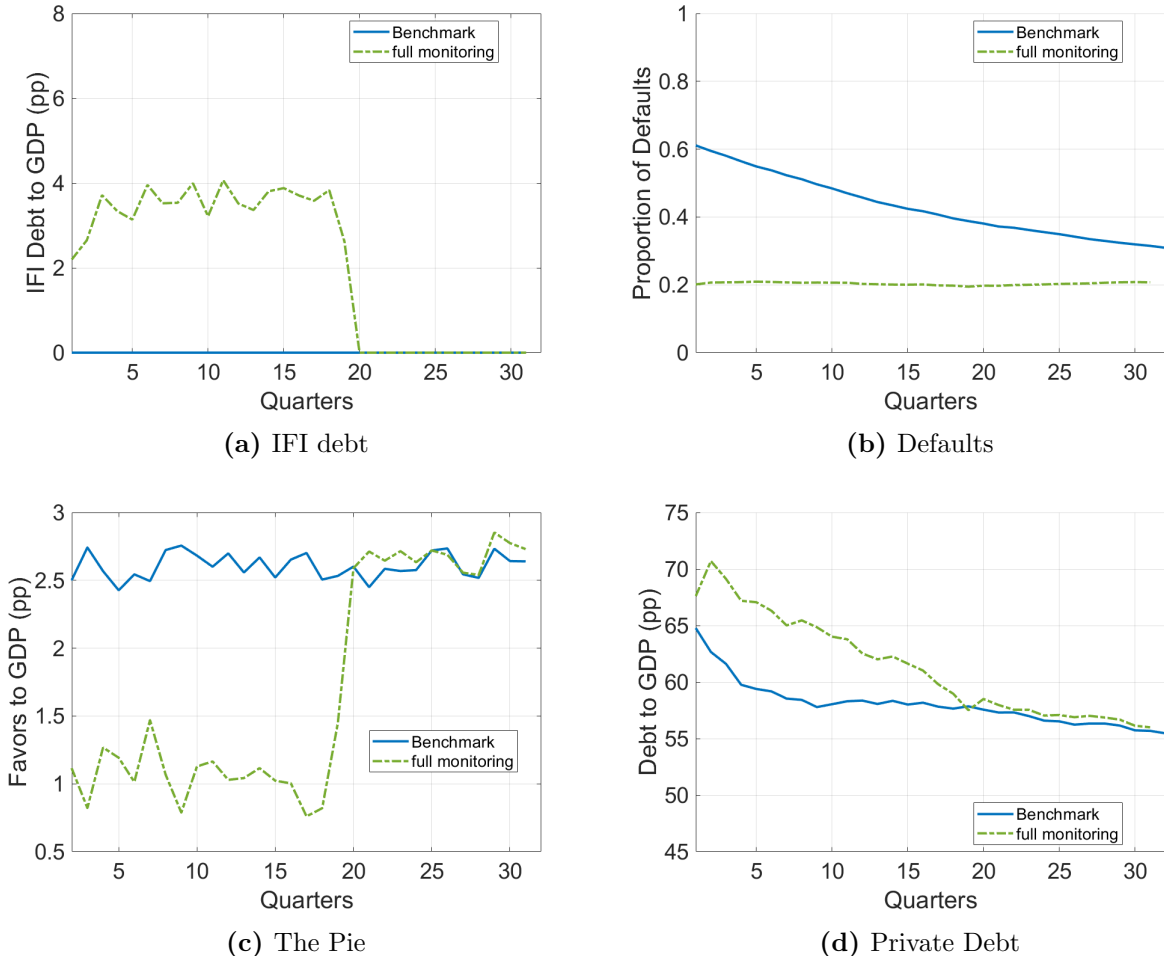 8
6
4
2
0
IFI Debt to GDP (pp)
Benchmark
full monitoring
5 10 15 20 25 30
Quarters
(a) IFI debt
1
0.8
0.6
0.4
0.2
0
Proportion of Defaults
Benchmark
full monitoring
5 10 15 20 25 30
Quarters
(b) Defaults
3
2.5
2
1.5
1
0.5
Favors to GDP (pp)
Benchmark
full monitoring
5 10 15 20 25 30
Quarters
(c) The Pie
75
70
65
60
55
50
45
Debt to GDP (pp)
Benchmark
full monitoring
5 10 15 20 25 30
Quarters
(d) Private Debt